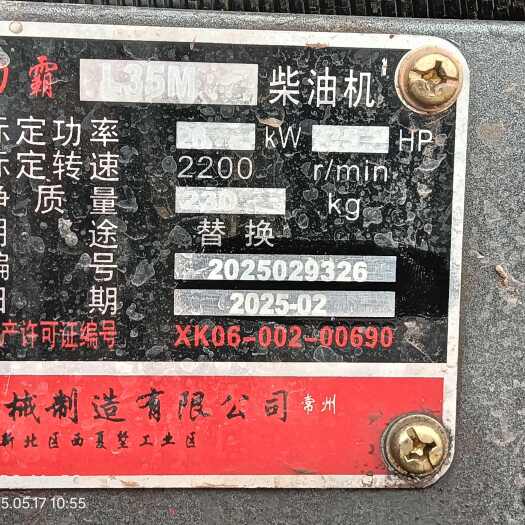 霸 L35M 柴油机
标定功率 kW HP
标定转速 2200 r/min
净质量 230 kg
用途 替换
编号 2025029326
日期 2025-02
产许可证编号 XK06-002-00690
械制造有限公司 常州
新北区西夏墅工业区
5.05.17 10:55